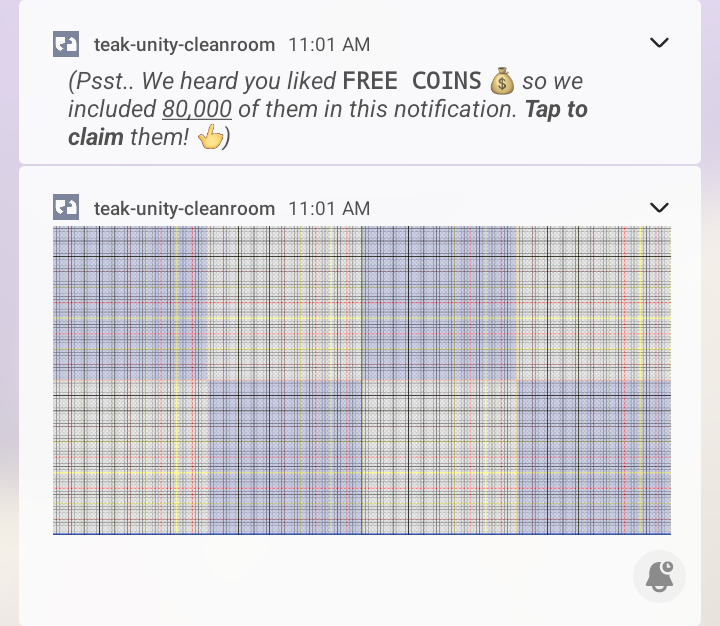 teak-unity-cleanroom 11:01 AM
(Psst.. We heard you liked FREE COINS 💰 so we
included 80,000 of them in this notification. Tap to
claim them! 👆)
teak-unity-cleanroom 11:01 AM